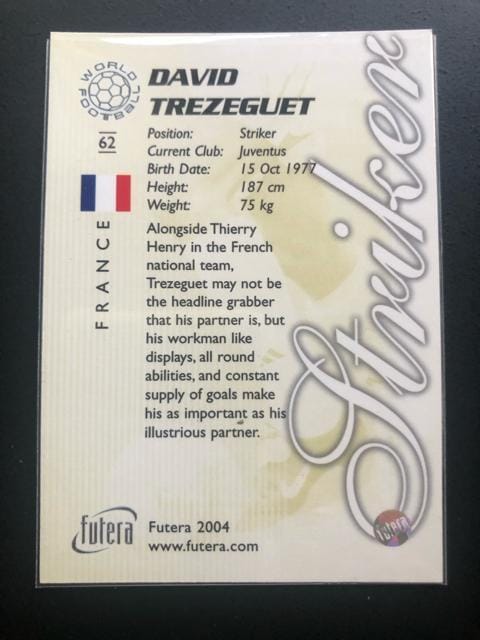 WORLD FOOTBALL
DAVID
TREZEGUET
62
Position: Striker
Current Club: Juventus
Birth Date: 15 Oct 1977
Height: 187 cm
Weight: 75 kg
FRANCE
Alongside Thierry
Henry in the French
national team,
Trezeguet may not be
the headline grabber
that his partner is, but
his workman like
displays, all round
abilities, and constant
supply of goals make
his as important as his
illustrious partner.
Striker
futera
Futera 2004
www.futera.com
futera